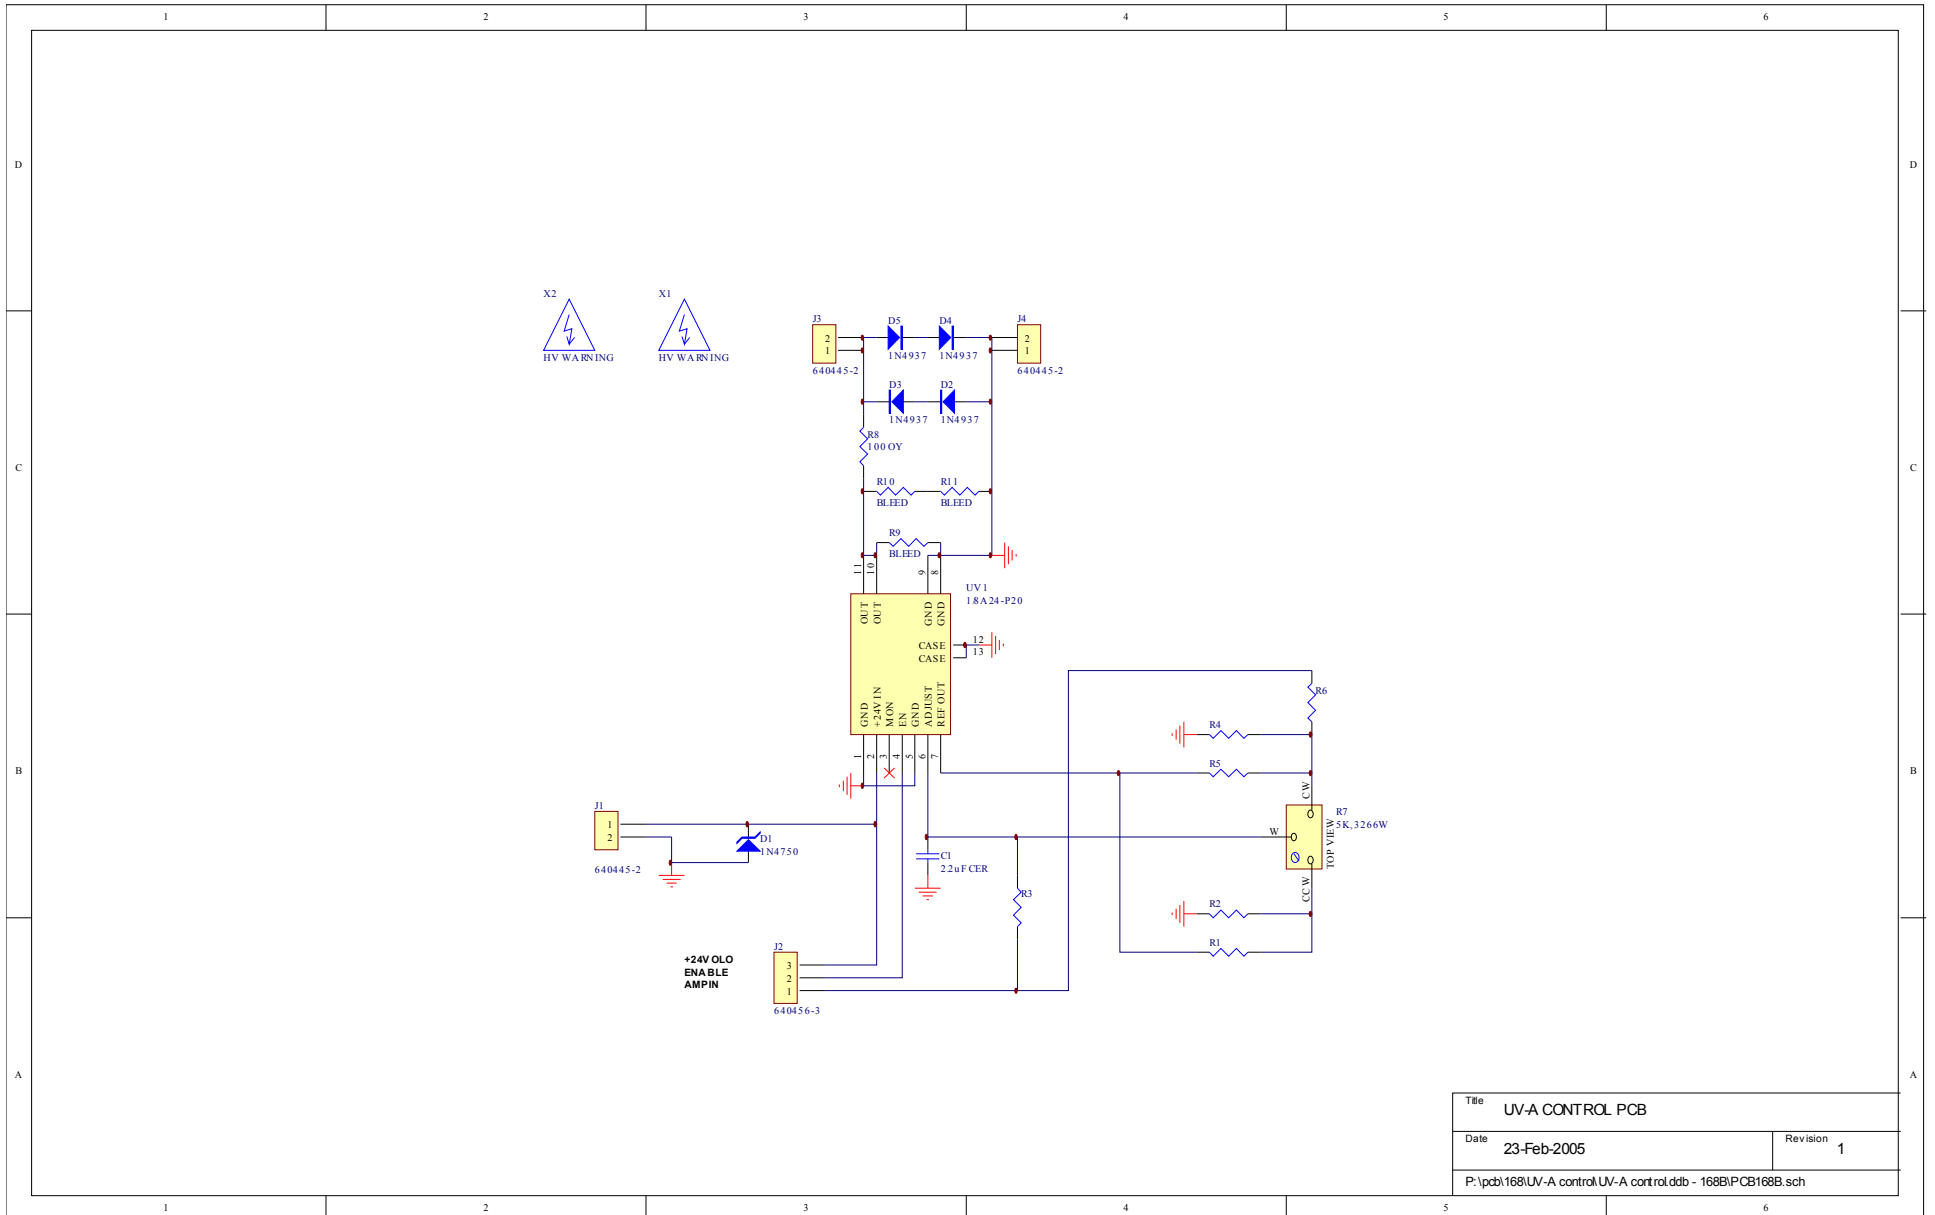 1 2 3 4 5 6
D D
X2 X1
HV WARNING HV WARNING
J3 D5 D4 J4
2 2
1 1
1N4937 1N4937
640445-2 640445-2
D3 D2
1N4937 1N4937
R8
100 OY
C C
R10 R11
BLEED BLEED
R9
BLEED
11 10 9 8
UV1
1.8A24-P20
OUT OUT GND GND
CASE 12
CASE 13
GND +24V IN MON EN GND ADJUST REF OUT
1 2 3 4 5 6 7
R6
R4
R5
B B
CW
J1
1
2
640445-2
D1
1N4750
R7
5K,3266W
W
TOP VIEW
CCW
C1
2.2uF CER
R3
R2
R1
+24V OLO
ENABLE
AMPIN
J2
3
2
1
640456-3
A A
Title UV-A CONTROL PCB
Date 23-Feb-2005 Revision 1
P:\pcb\168\UV-A control\UV-A control.ddb - 168B\PCB168B.sch
1 2 3 4 5 6